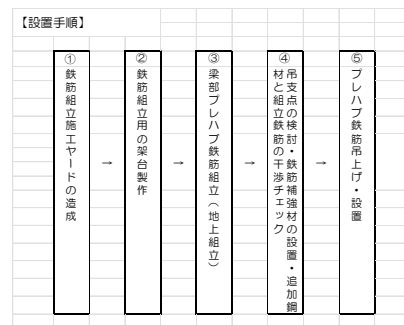 【設置手順】
①
鉄筋組立施工ヤードの造成
→
②
鉄筋組立用の架台製作
→
③
梁部プレハブ鉄筋組立（地上組立）
→
④
吊支点の検討・鉄筋補強材の設置・追加鋼
材と組立鉄筋の干渉チェック
→
⑤
プレハブ鉄筋吊上げ・設置